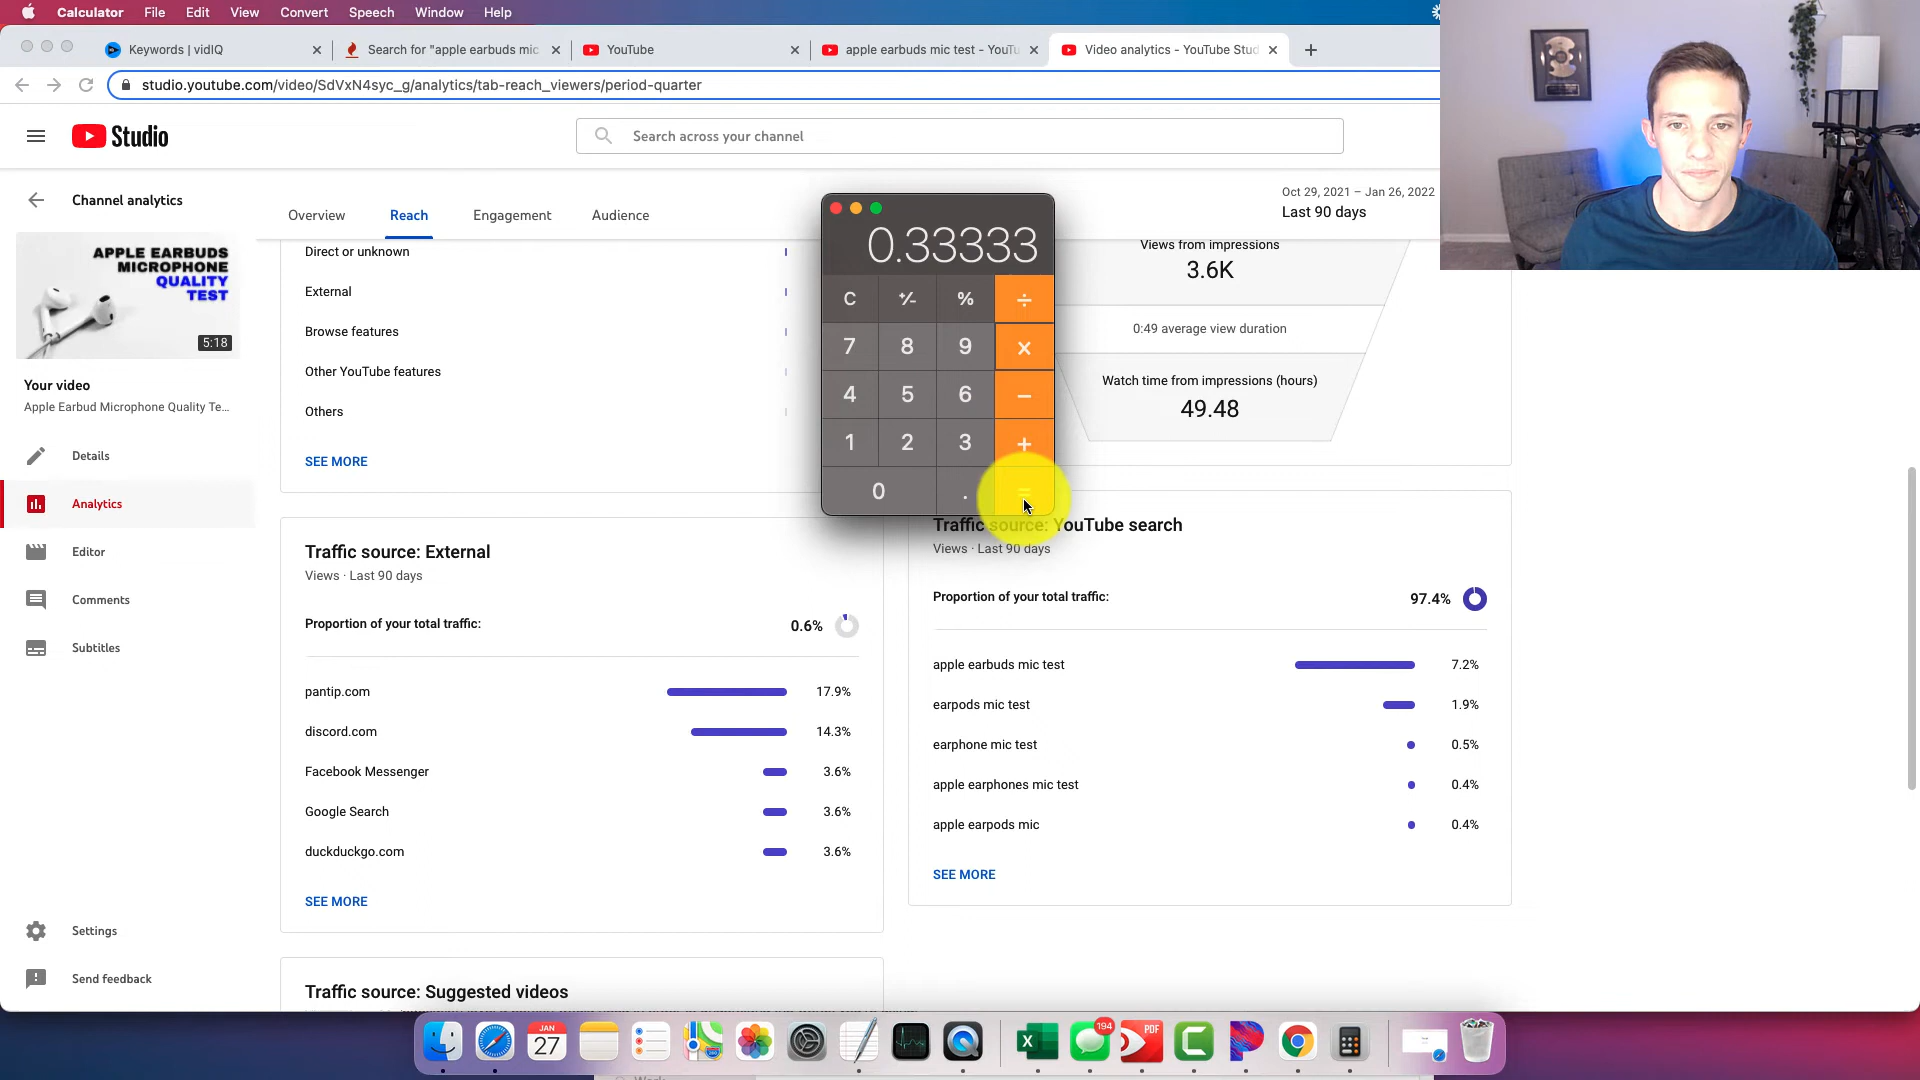 Calculator File Edit View Convert Speech Window Help
Keywords | vidIQ
Search for "apple earbuds mic
YouTube
apple earbuds mic test - YouTu
Video analytics - YouTube Stud
studio.youtube.com/video/SdVxN4syc_g/analytics/tab-reach_viewers/period-quarter
Studio
Search across your channel
Channel analytics
Overview Reach Engagement Audience
Oct 29, 2021 – Jan 26, 2022
Last 90 days
APPLE EARBUDS
MICROPHONE
QUALITY
TEST
5:18
Your video
Apple Earbud Microphone Quality Te...
Details
Analytics
Editor
Comments
Subtitles
Settings
Send feedback
Direct or unknown
External
Browse features
Other YouTube features
Others
SEE MORE
0.33333
C +/- % ÷
7 8 9 ×
4 5 6 −
1 2 3 +
0 . =
Views from impressions
3.6K
0:49 average view duration
Watch time from impressions (hours)
49.48
Traffic source: External
Views · Last 90 days
Proportion of your total traffic: 0.6%
pantip.com 17.9%
discord.com 14.3%
Facebook Messenger 3.6%
Google Search 3.6%
duckduckgo.com 3.6%
SEE MORE
Traffic source: YouTube search
Views · Last 90 days
Proportion of your total traffic: 97.4%
apple earbuds mic test 7.2%
earpods mic test 1.9%
earphone mic test 0.5%
apple earphones mic test 0.4%
apple earpods mic 0.4%
SEE MORE
Traffic source: Suggested videos
JAN
27
X
194
PDF
C